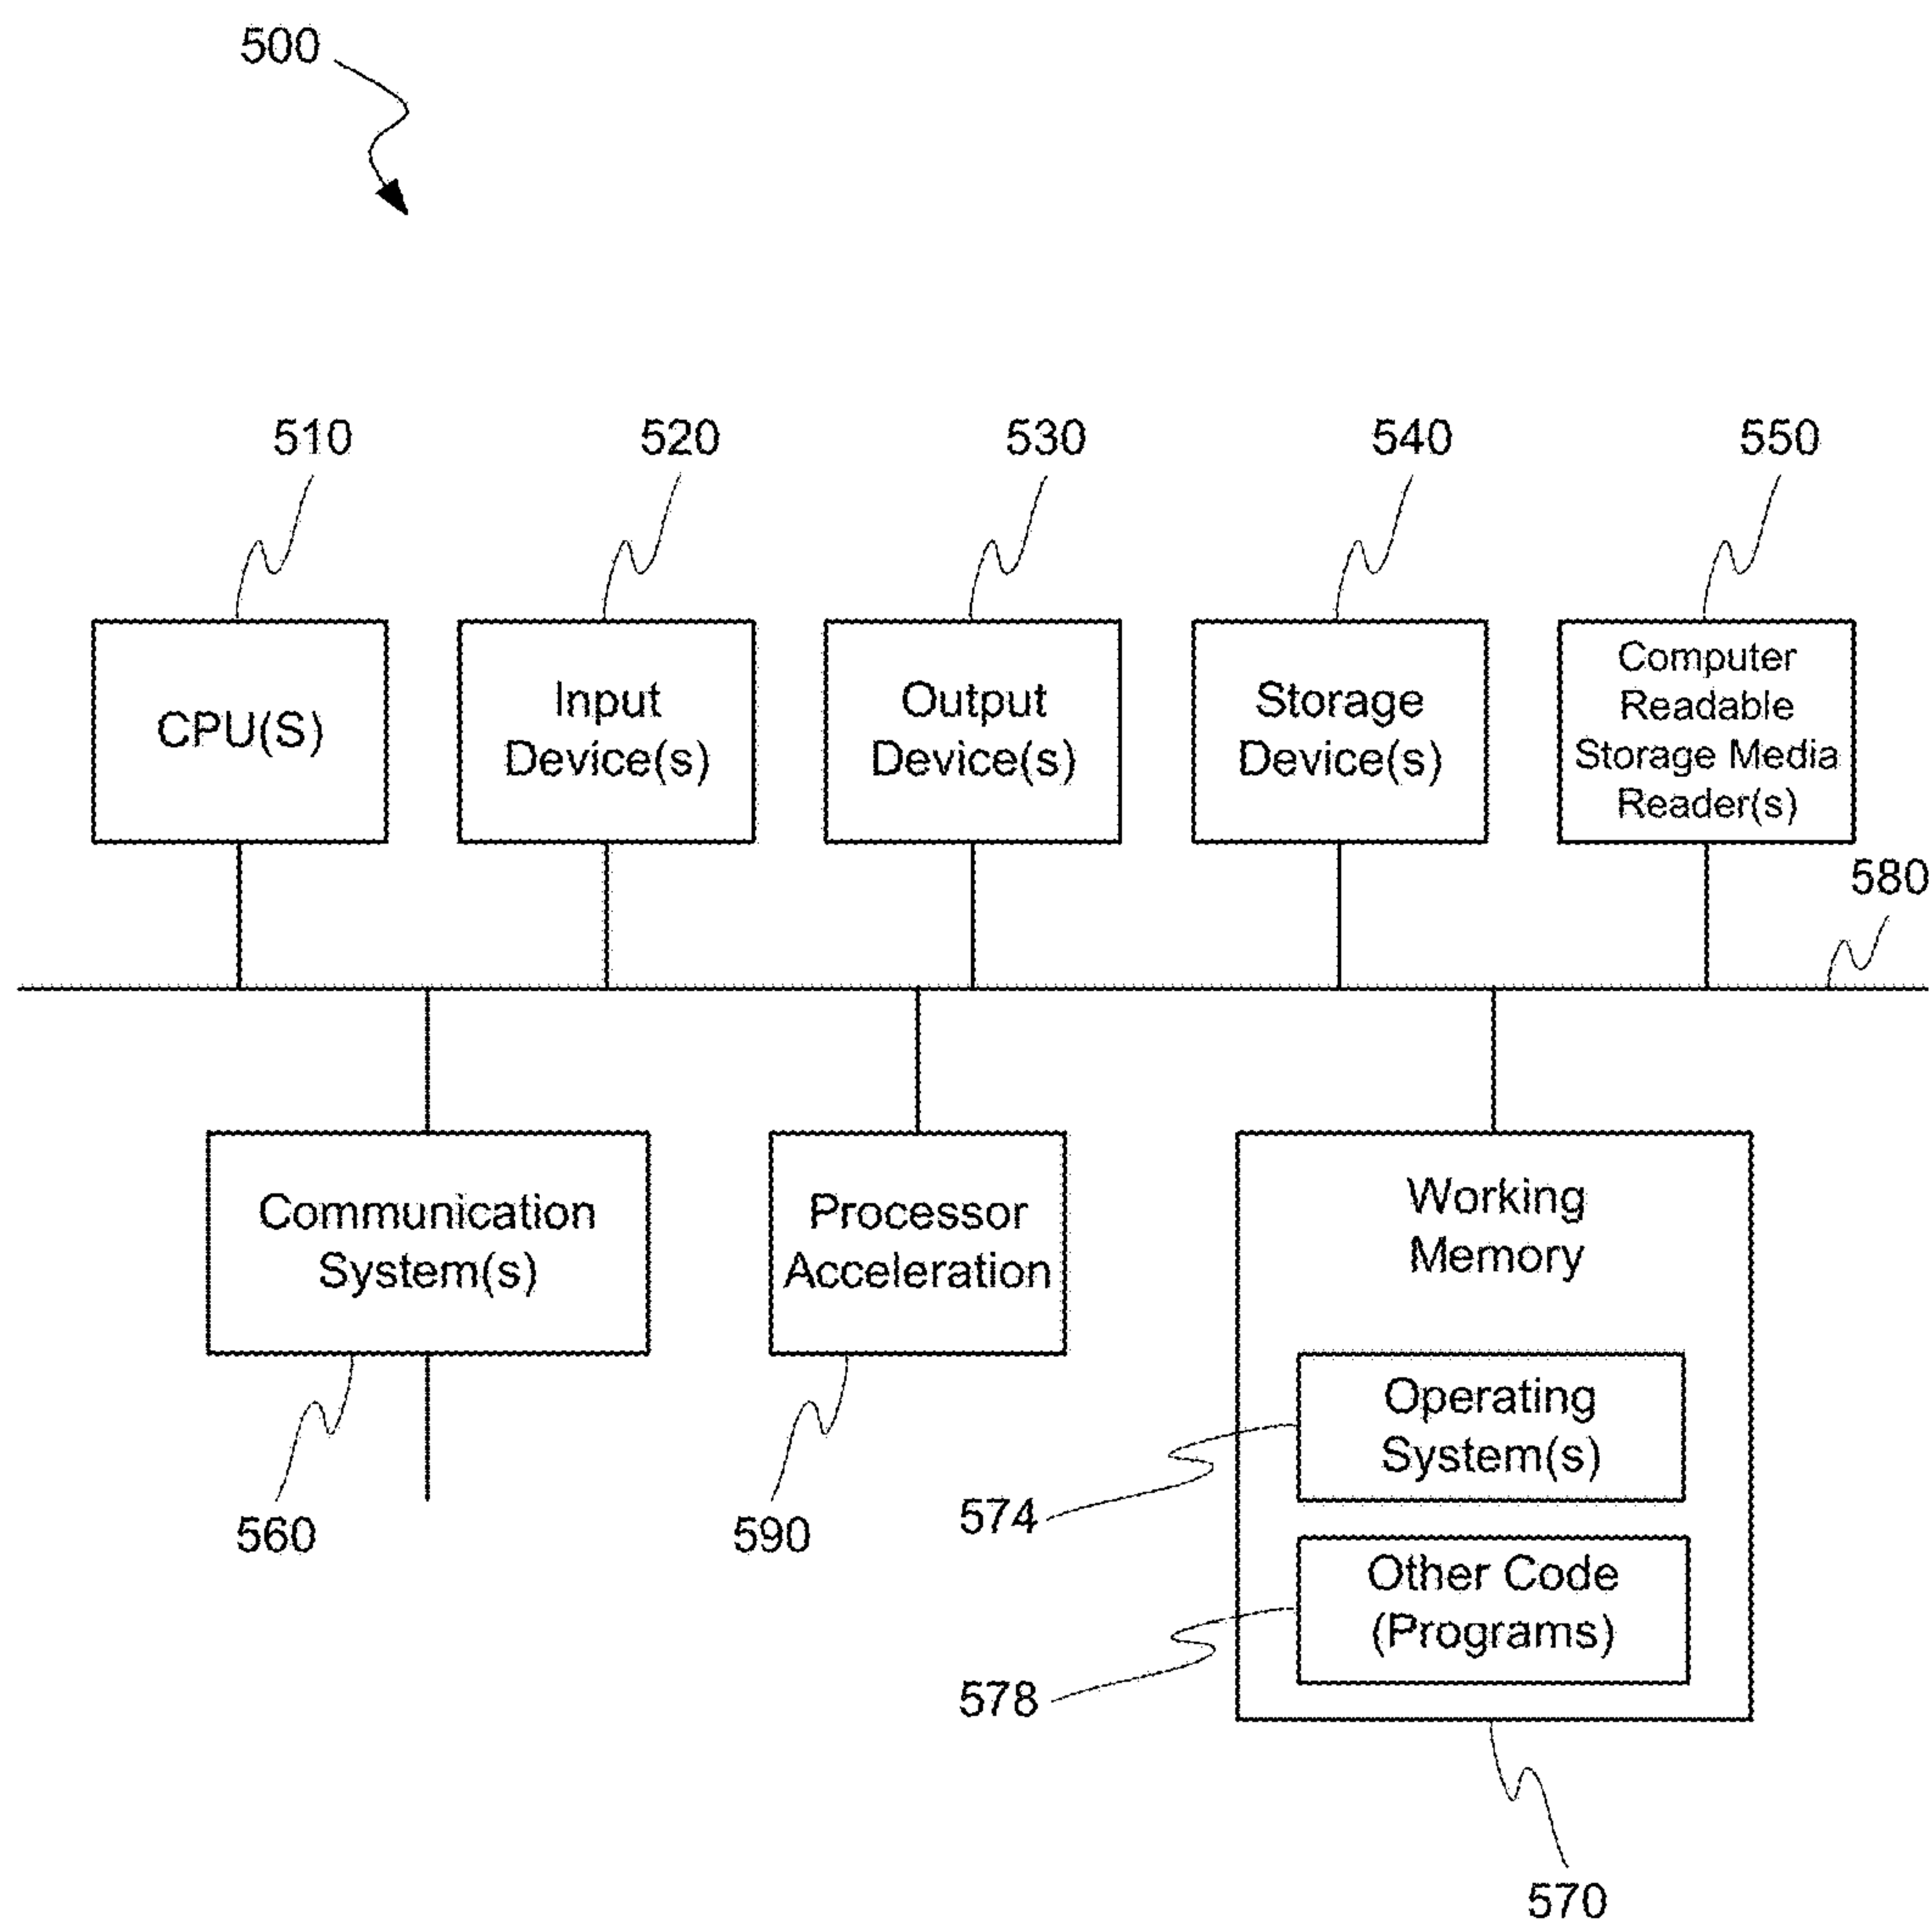 500
510
520
530
540
550
CPU(S)
Input
Device(s)
Output
Device(s)
Storage
Device(s)
Computer
Readable
Storage Media
Reader(s)
580
Communication
System(s)
Processor
Acceleration
Working
Memory
Operating
System(s)
574
560
590
Other Code
(Programs)
578
570